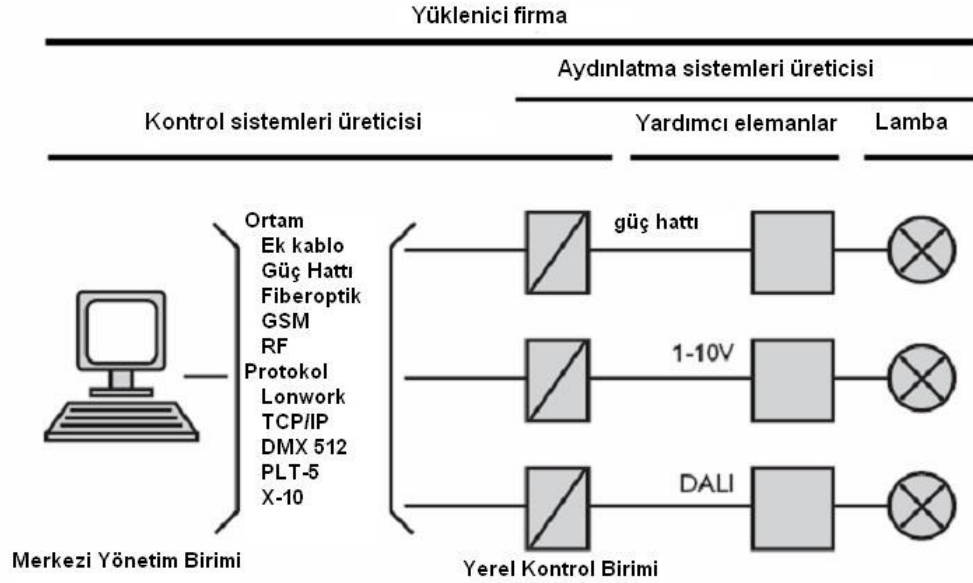 Yüklenici firma
Aydınlatma sistemleri üreticisi
Kontrol sistemleri üreticisi
Yardımcı elemanlar
Lamba
Ortam
Ek kablo
Güç Hattı
Fiberoptik
GSM
RF
Protokol
Lonwork
TCP/IP
DMX 512
PLT-5
X-10
güç hattı
1-10V
DALI
Merkezi Yönetim Birimi
Yerel Kontrol Birimi